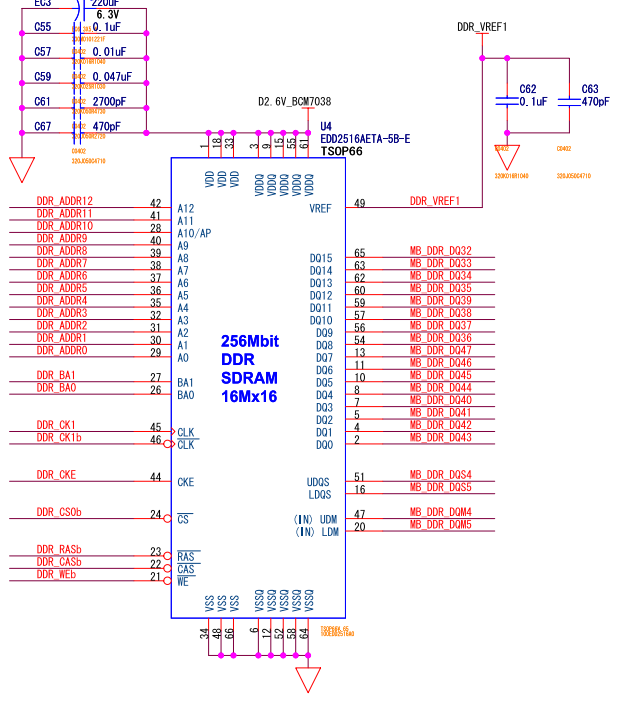 EC3 220uF
6.3V
C55 0.1uF
C57 0.01uF
320K016R1040
C59 0.047uF
C0402
C61 2700pF
C0402
C67 470pF
C0402
320J050C4710
D2.6V_BCM7038
U4
EDD2516AETA-5B-E
TSOP66
DDR_VREF1
C62
0.1uF
C0402
320K016R1040
C63
470pF
C0402
320J050C4710
1 18 33 3 9 15 55 61
VDD VDD VDD VDDQ VDDQ VDDQ VDDQ VDDQ
VREF 49 DDR_VREF1
DDR_ADDR12 42 A12
DDR_ADDR11 41 A11
DDR_ADDR10 28 A10/AP
DDR_ADDR9 40 A9
DDR_ADDR8 39 A8
DDR_ADDR7 38 A7
DDR_ADDR6 37 A6
DDR_ADDR5 36 A5
DDR_ADDR4 35 A4
DDR_ADDR3 32 A3
DDR_ADDR2 31 A2
DDR_ADDR1 30 A1
DDR_ADDR0 29 A0
DDR_BA1 27 BA1
DDR_BA0 26 BA0
DDR_CK1 45 CLK
DDR_CK1b 46 CLK
DDR_CKE 44 CKE
DDR_CS0b 24 CS
DDR_RASb 23 RAS
DDR_CASb 22 CAS
DDR_WEb 21 WE
256Mbit
DDR
SDRAM
16Mx16
DQ15 65 MB_DDR_DQ32
DQ14 63 MB_DDR_DQ33
DQ13 62 MB_DDR_DQ34
DQ12 60 MB_DDR_DQ35
DQ11 59 MB_DDR_DQ39
DQ10 57 MB_DDR_DQ38
DQ9 56 MB_DDR_DQ37
DQ8 54 MB_DDR_DQ36
DQ7 13 MB_DDR_DQ47
DQ6 11 MB_DDR_DQ46
DQ5 10 MB_DDR_DQ45
DQ4 8 MB_DDR_DQ44
DQ3 7 MB_DDR_DQ40
DQ2 5 MB_DDR_DQ41
DQ1 4 MB_DDR_DQ42
DQ0 2 MB_DDR_DQ43
UDQS 51 MB_DDR_DQS4
LDQS 16 MB_DDR_DQS5
(IN) UDM 47 MB_DDR_DQM4
(IN) LDM 20 MB_DDR_DQM5
VSS VSS VSS VSSQ VSSQ VSSQ VSSQ VSSQ
34 48 66 6 12 52 58 64